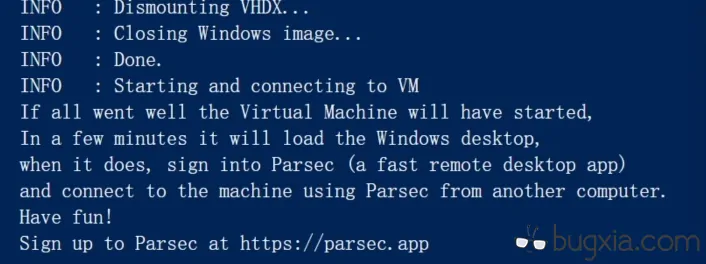 INFO   : Dismounting VHDX...
INFO   : Closing Windows image...
INFO   : Done.
INFO   : Starting and connecting to VM
If all went well the Virtual Machine will have started,
In a few minutes it will load the Windows desktop,
when it does, sign into Parsec (a fast remote desktop app)
and connect to the machine using Parsec from another computer.
Have fun!
Sign up to Parsec at https://parsec.app
bugxia.com